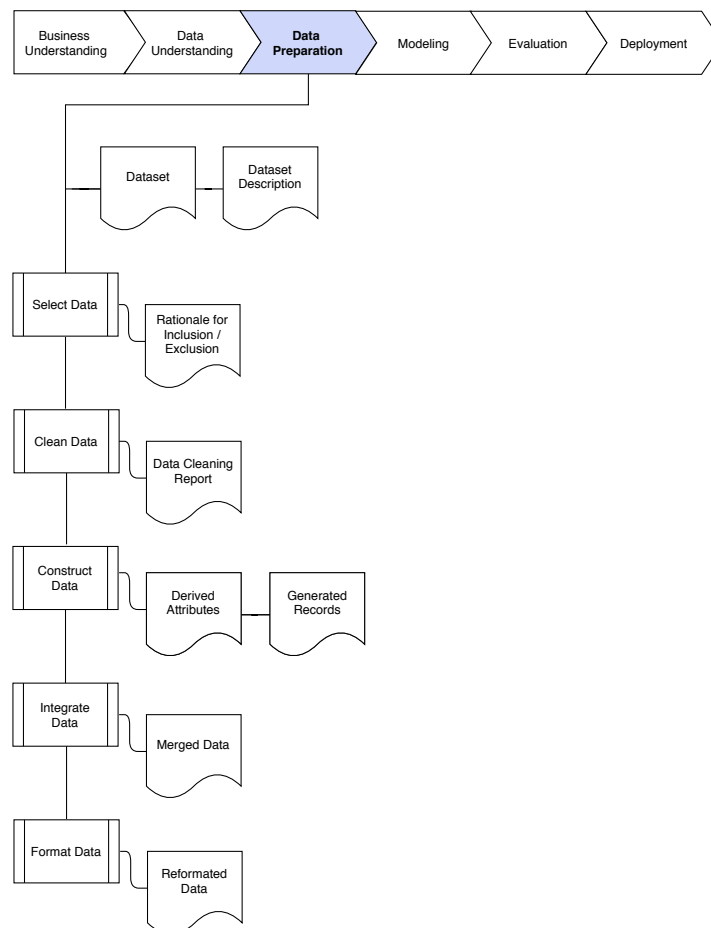 Business
Understanding
Data
Understanding
Data
Preparation
Modeling
Evaluation
Deployment
Dataset
Dataset
Description
Select Data
Rationale for
Inclusion /
Exclusion
Clean Data
Data Cleaning
Report
Construct
Data
Derived
Attributes
Generated
Records
Integrate
Data
Merged Data
Format Data
Reformated
Data